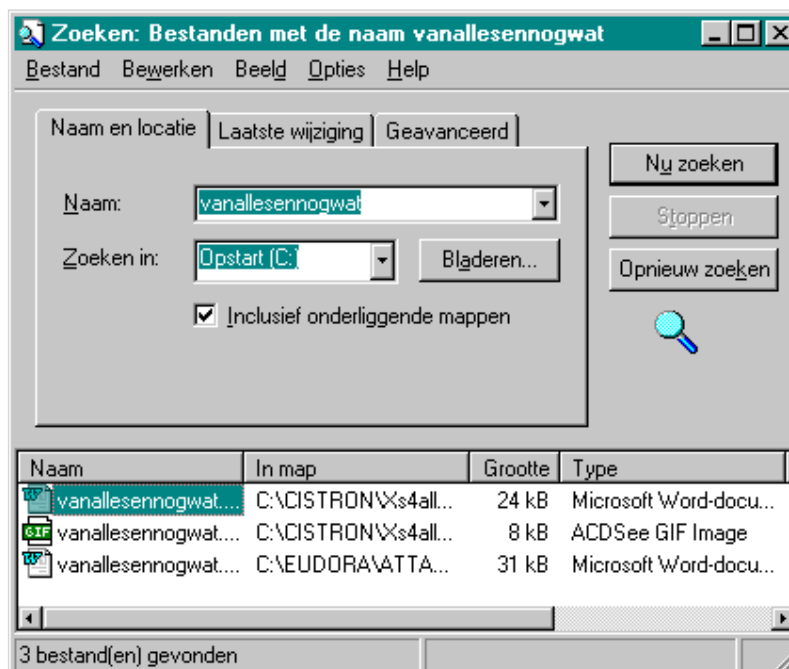 Zoeken: Bestanden met de naam vanallesennogwat
Bestand Bewerken Beeld Opties Help
Naam en locatie Laatste wijziging Geavanceerd
Naam: vanallesennogwat
Zoeken in: Opstart (C:) Bladeren...
Inclusief onderliggende mappen
Nu zoeken
Stoppen
Opnieuw zoeken
Naam In map Grootte Type
vanallesennogwat.... C:\CISTRON\Xs4all... 24 kB Microsoft Word-docu...
GIF vanallesennogwat.... C:\CISTRON\Xs4all... 8 kB ACDSee GIF Image
vanallesennogwat.... C:\EUDORA\ATTA... 31 kB Microsoft Word-docu...
3 bestand(en) gevonden